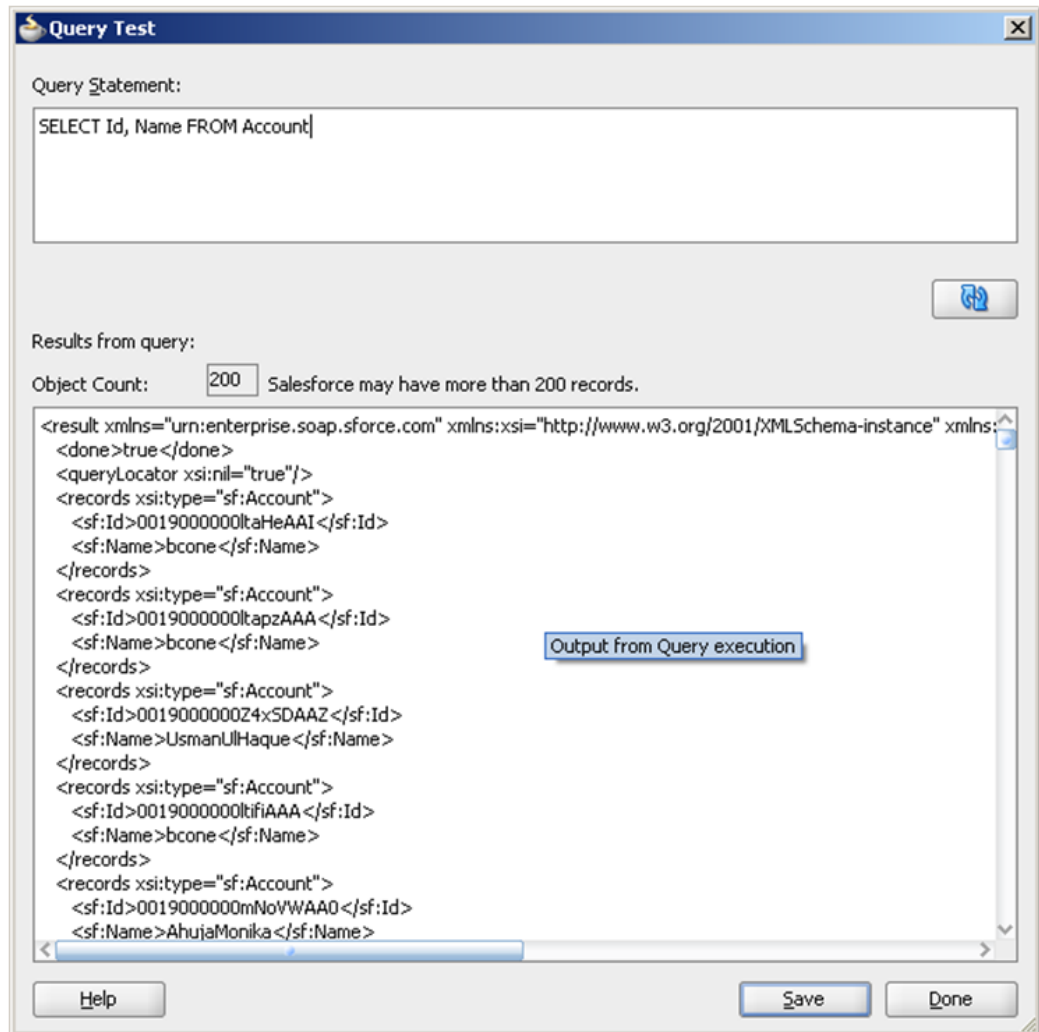 Query Test
Query Statement:
SELECT Id, Name FROM Account
Results from query:
Object Count: 200 Salesforce may have more than 200 records.
<result xmlns="urn:enterprise.soap.sforce.com" xmlns:xsi="http://www.w3.org/2001/XMLSchema-instance" xmlns:
<done>true</done>
<queryLocator xsi:nil="true"/>
<records xsi:type="sf:Account">
<sf:Id>0019000000ltaHeAAI</sf:Id>
<sf:Name>bcone</sf:Name>
</records>
<records xsi:type="sf:Account">
<sf:Id>0019000000ltapzAAA</sf:Id>
<sf:Name>bcone</sf:Name>
Output from Query execution
</records>
<records xsi:type="sf:Account">
<sf:Id>0019000000Z4xSDAAZ</sf:Id>
<sf:Name>UsmanUlHaque</sf:Name>
</records>
<records xsi:type="sf:Account">
<sf:Id>0019000000ltifiAAA</sf:Id>
<sf:Name>bcone</sf:Name>
</records>
<records xsi:type="sf:Account">
<sf:Id>0019000000mNoVWAA0</sf:Id>
<sf:Name>AhujaMonika</sf:Name>
Help Save Done